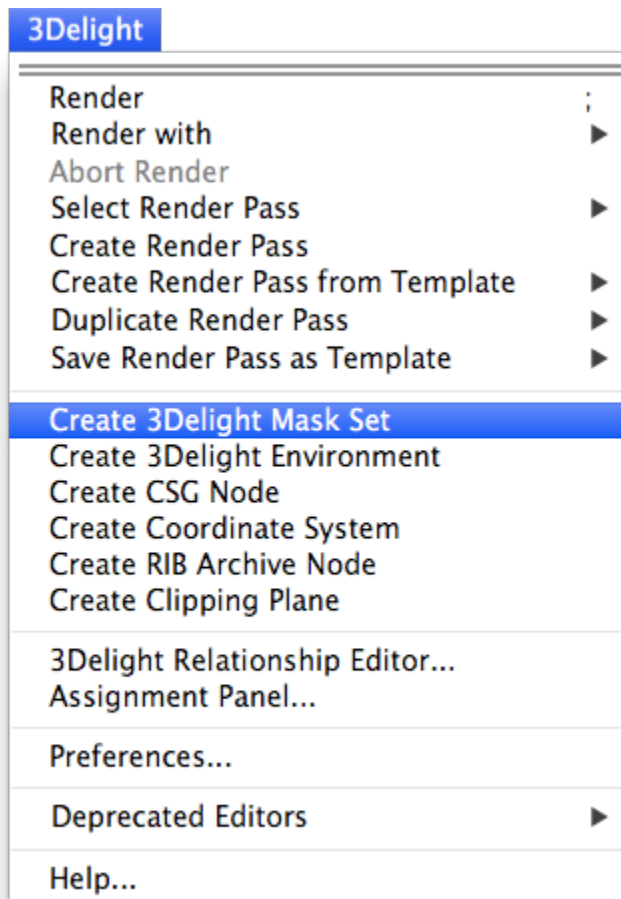 3Delight
Render ;
Render with
Abort Render
Select Render Pass
Create Render Pass
Create Render Pass from Template
Duplicate Render Pass
Save Render Pass as Template
Create 3Delight Mask Set
Create 3Delight Environment
Create CSG Node
Create Coordinate System
Create RIB Archive Node
Create Clipping Plane
3Delight Relationship Editor...
Assignment Panel...
Preferences...
Deprecated Editors
Help...